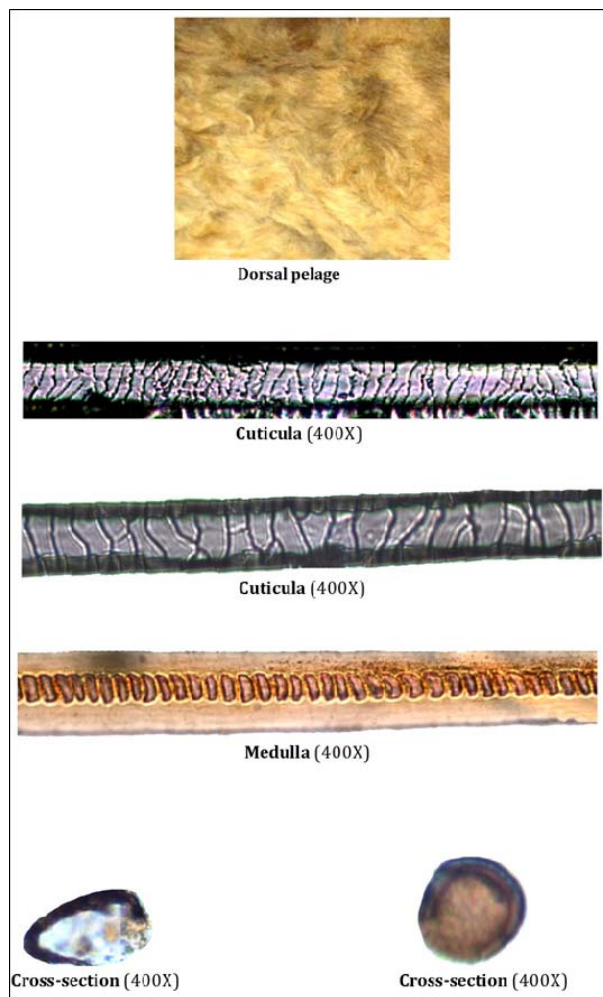 Dorsal pelage
Cuticula (400X)
Cuticula (400X)
Medulla (400X)
Cross-section (400X)
Cross-section (400X)